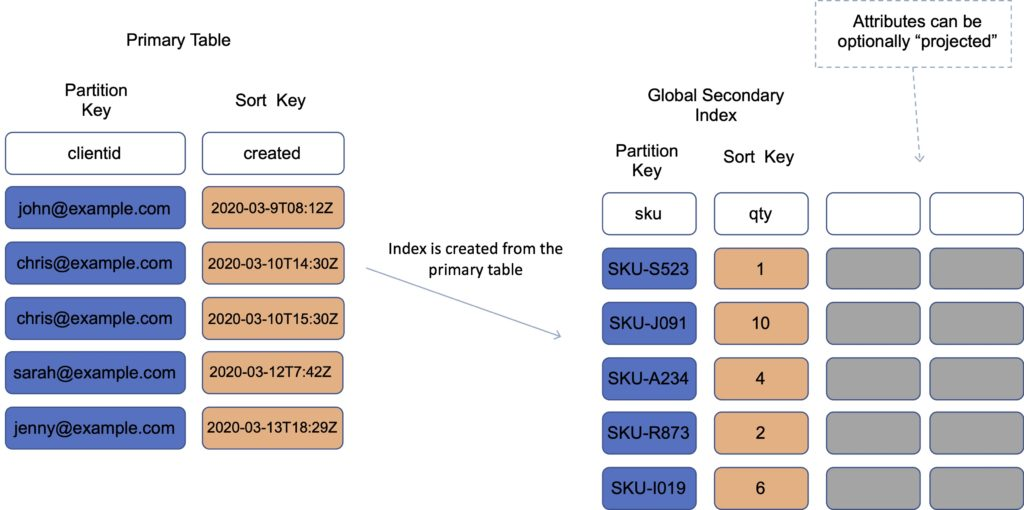 Primary Table
Partition
Key
Sort Key
clientid
created
john@example.com
2020-03-9T08:12Z
chris@example.com
2020-03-10T14:30Z
chris@example.com
2020-03-10T15:30Z
sarah@example.com
2020-03-12T7:42Z
jenny@example.com
2020-03-13T18:29Z
Index is created from the
primary table
Attributes can be
optionally “projected”
Global Secondary
Index
Partition
Key
Sort Key
sku
qty
SKU-S523
1
SKU-J091
10
SKU-A234
4
SKU-R873
2
SKU-I019
6